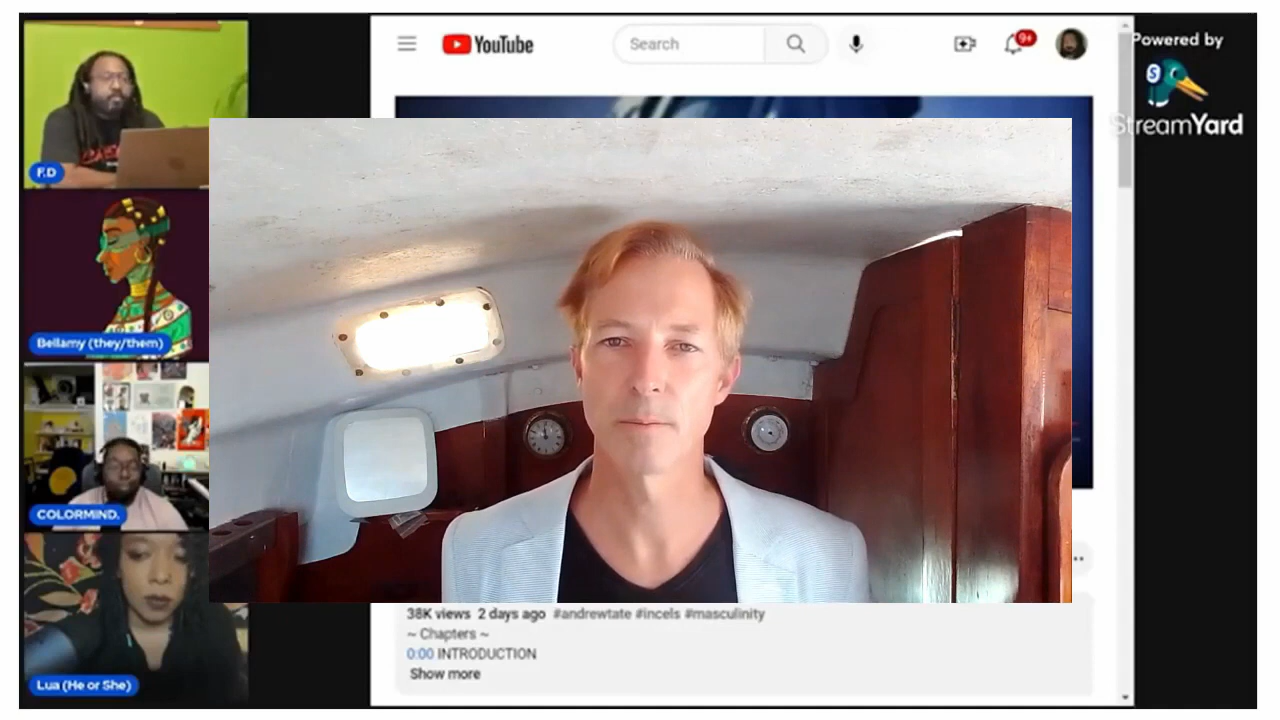 YouTube
Search
9+
Powered by
S
StreamYard
F.D
Bellamy (they/them)
COLORMIND.
Lua (He or She)
38K views 2 days ago #andrewtate #incels #masculinity
~ Chapters ~
0:00 INTRODUCTION
Show more